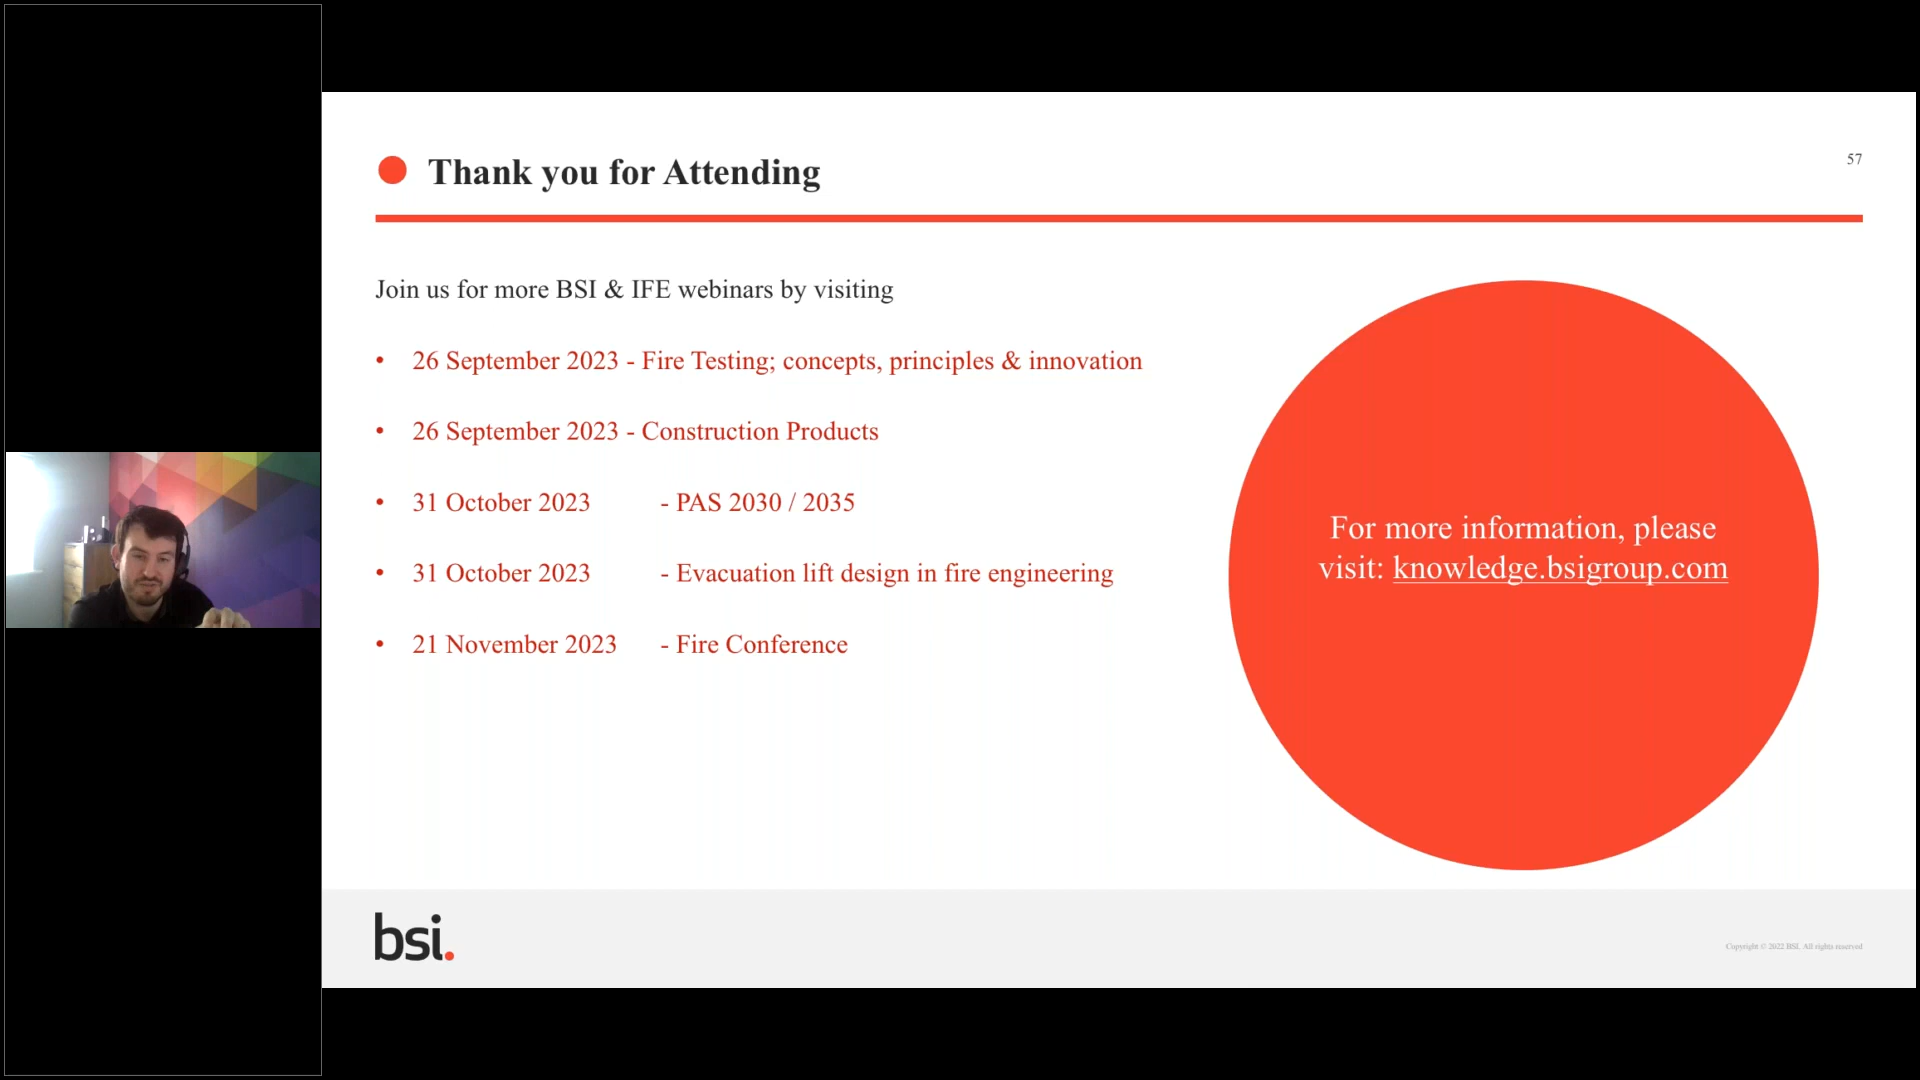 Thank you for Attending
57
Join us for more BSI & IFE webinars by visiting
• 26 September 2023 - Fire Testing; concepts, principles & innovation
• 26 September 2023 - Construction Products
• 31 October 2023 - PAS 2030 / 2035
• 31 October 2023 - Evacuation lift design in fire engineering
• 21 November 2023 - Fire Conference
For more information, please
visit: knowledge.bsigroup.com
bsi.
Copyright © 2022 BSI. All rights reserved